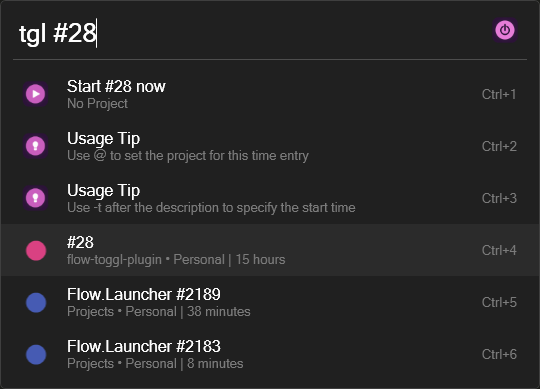 tgl #28
Start #28 now
No Project
Ctrl+1
Usage Tip
Use @ to set the project for this time entry
Ctrl+2
Usage Tip
Use -t after the description to specify the start time
Ctrl+3
#28
flow-toggl-plugin • Personal | 15 hours
Ctrl+4
Flow.Launcher #2189
Projects • Personal | 38 minutes
Ctrl+5
Flow.Launcher #2183
Projects • Personal | 8 minutes
Ctrl+6